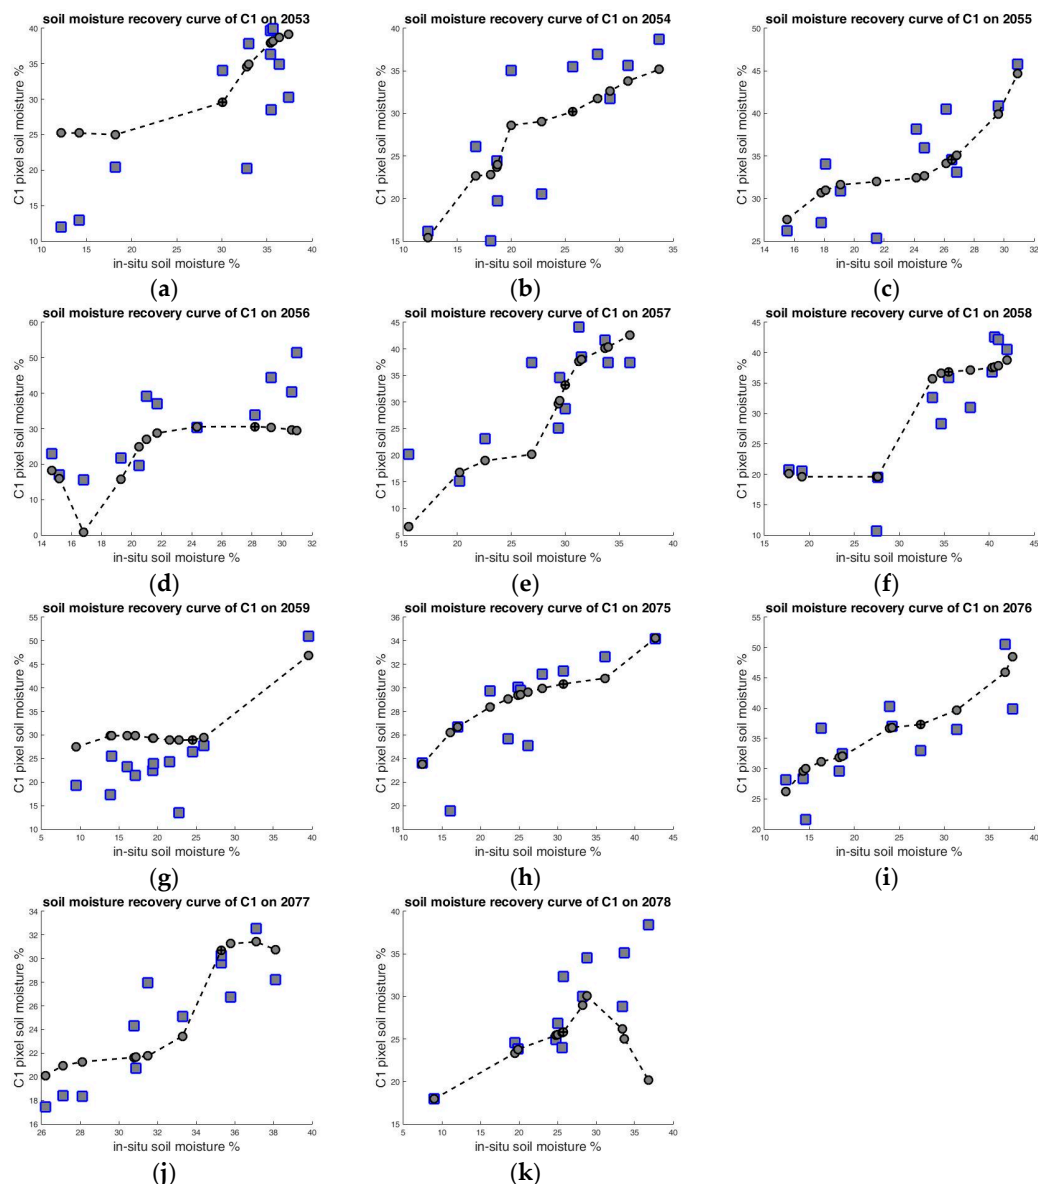 soil moisture recovery curve of C1 on 2053
C1 pixel soil moisture %
40
35
30
25
20
15
10
10 15 20 25 30 35 40
in-situ soil moisture %
(a)
soil moisture recovery curve of C1 on 2054
C1 pixel soil moisture %
40
35
30
25
20
15
10 15 20 25 30 35
in-situ soil moisture %
(b)
soil moisture recovery curve of C1 on 2055
C1 pixel soil moisture %
50
45
40
35
30
25
14 16 18 20 22 24 26 28 30 32
in-situ soil moisture %
(c)
soil moisture recovery curve of C1 on 2056
C1 pixel soil moisture %
60
50
40
30
20
10
0
14 16 18 20 22 24 26 28 30 32
in-situ soil moisture %
(d)
soil moisture recovery curve of C1 on 2057
C1 pixel soil moisture %
45
40
35
30
25
20
15
10
5
15 20 25 30 35 40
in-situ soil moisture %
(e)
soil moisture recovery curve of C1 on 2058
C1 pixel soil moisture %
45
40
35
30
25
20
15
10
15 20 25 30 35 40 45
in-situ soil moisture %
(f)
soil moisture recovery curve of C1 on 2059
C1 pixel soil moisture %
55
50
45
40
35
30
25
20
15
10
5 10 15 20 25 30 35 40
in-situ soil moisture %
(g)
soil moisture recovery curve of C1 on 2075
C1 pixel soil moisture %
36
34
32
30
28
26
24
22
20
18
10 15 20 25 30 35 40 45
in-situ soil moisture %
(h)
soil moisture recovery curve of C1 on 2076
C1 pixel soil moisture %
55
50
45
40
35
30
25
20
10 15 20 25 30 35 40
in-situ soil moisture %
(i)
soil moisture recovery curve of C1 on 2077
C1 pixel soil moisture %
34
32
30
28
26
24
22
20
18
16
26 28 30 32 34 36 38 40
in-situ soil moisture %
(j)
soil moisture recovery curve of C1 on 2078
C1 pixel soil moisture %
40
35
30
25
20
15
5 10 15 20 25 30 35 40
in-situ soil moisture %
(k)